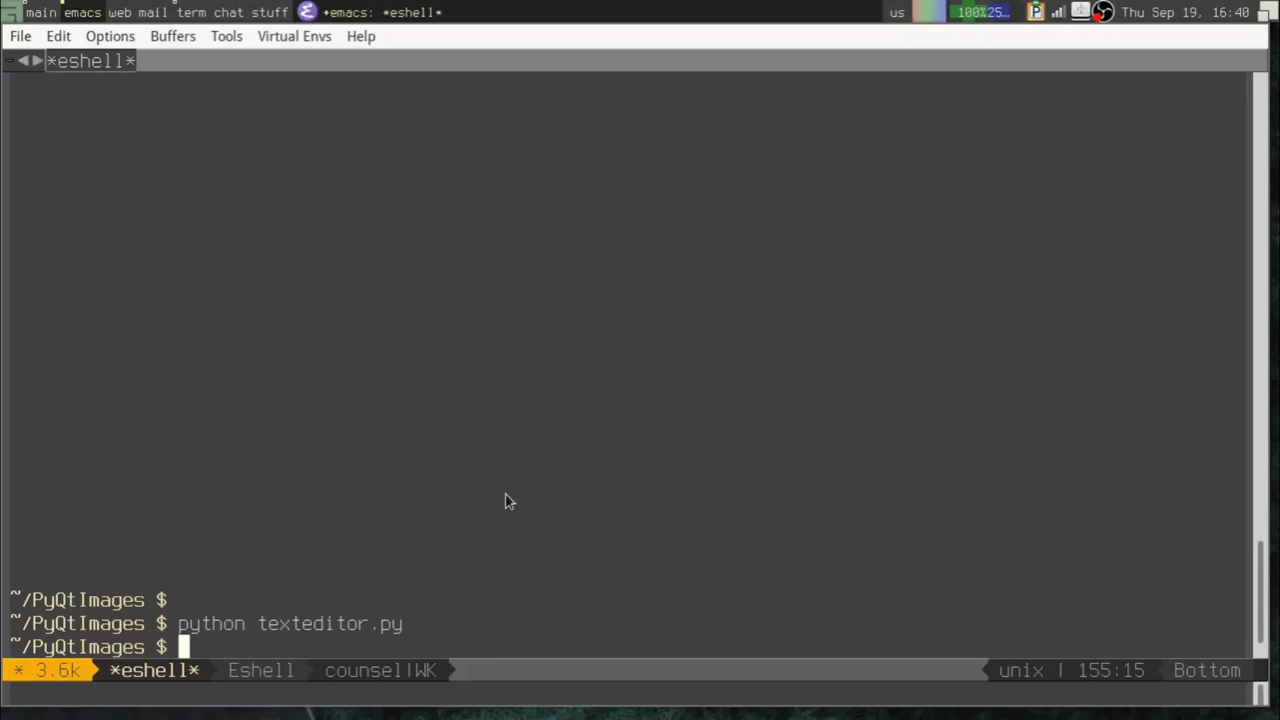 main emacs web mail term chat stuff +emacs: *eshell* us 100%25… Thu Sep 19, 16:40
File Edit Options Buffers Tools Virtual Envs Help
*eshell*
~/PyQtImages $
~/PyQtImages $ python texteditor.py
~/PyQtImages $
* 3.6k *eshell* Eshell counsel|WK unix | 155:15 Bottom